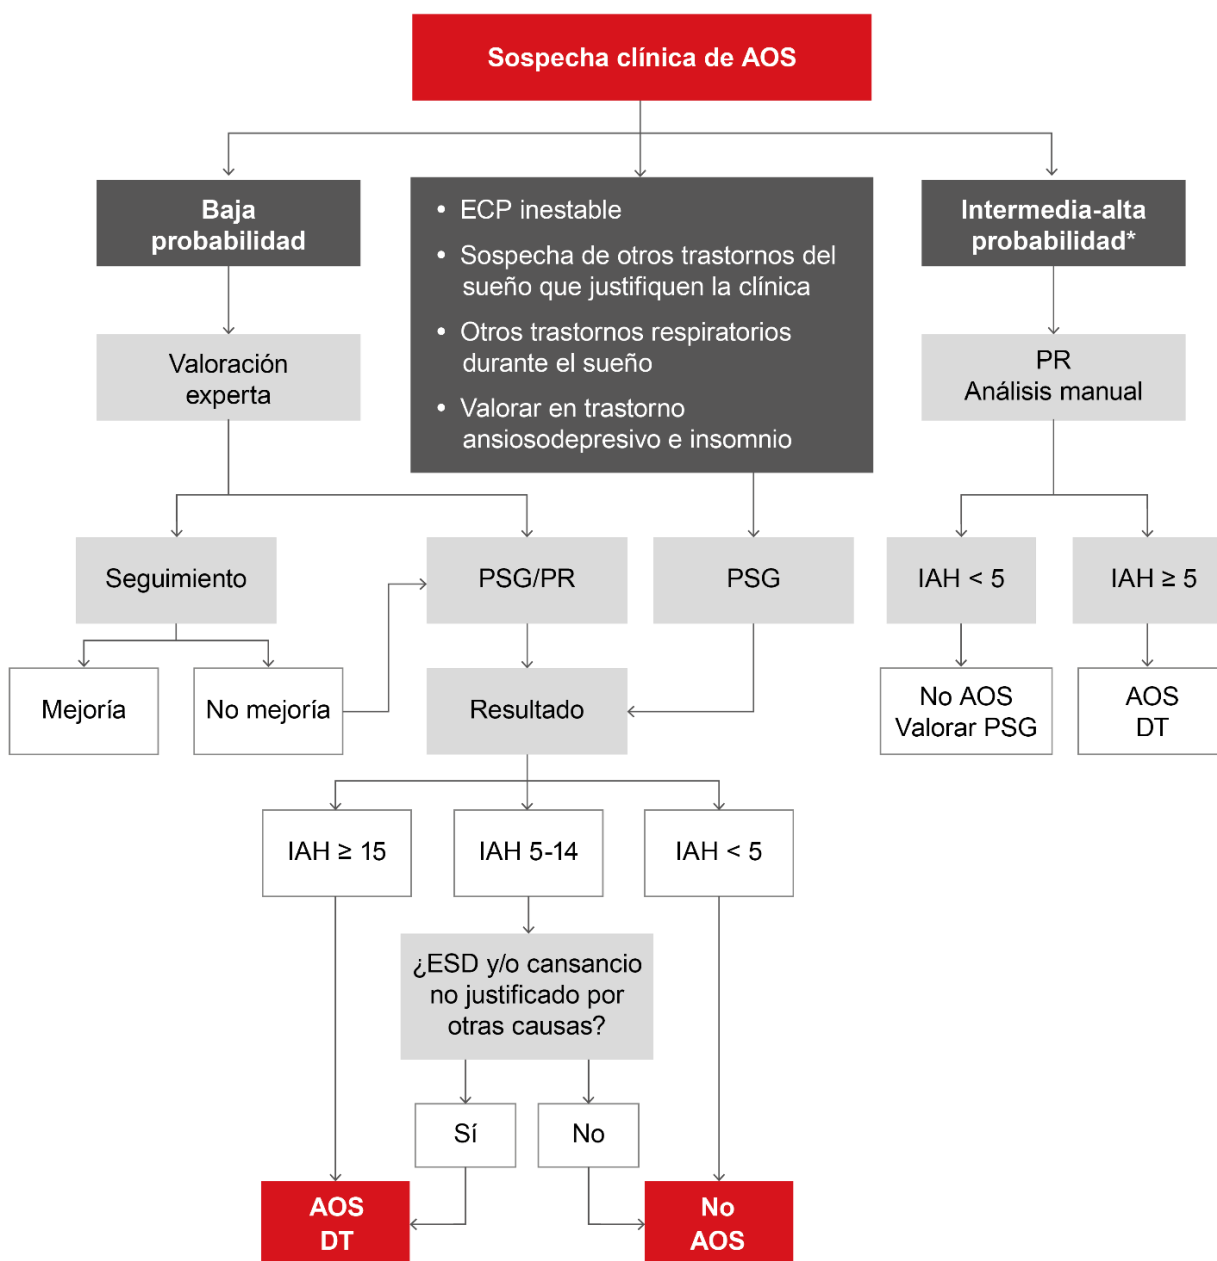 Sospecha clínica de AOS
Baja
probabilidad
• ECP inestable
• Sospecha de otros trastornos del
sueño que justifiquen la clínica
• Otros trastornos respiratorios
durante el sueño
• Valorar en trastorno
ansiosodepresivo e insomnio
Intermedia-alta
probabilidad*
Valoración
experta
PR
Análisis manual
Seguimiento
PSG/PR
PSG
IAH < 5
IAH ≥ 5
Mejoría
No mejoría
Resultado
No AOS
Valorar PSG
AOS
DT
IAH ≥ 15
IAH 5-14
IAH < 5
¿ESD y/o cansancio
no justificado por
otras causas?
Sí
No
AOS
DT
No
AOS